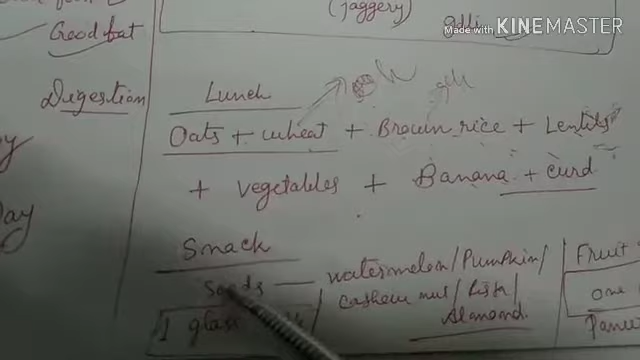 (jaggery)
Made with KINEMASTER
Good fat
Digestion
Lunch
Oats + wheat + Brown rice + Lentils
+ vegetables + Banana + curd
Day
Snack
Seeds — watermelon/Pumpkin/
Cashew nut/
Almond
1 glass
Fruit
one